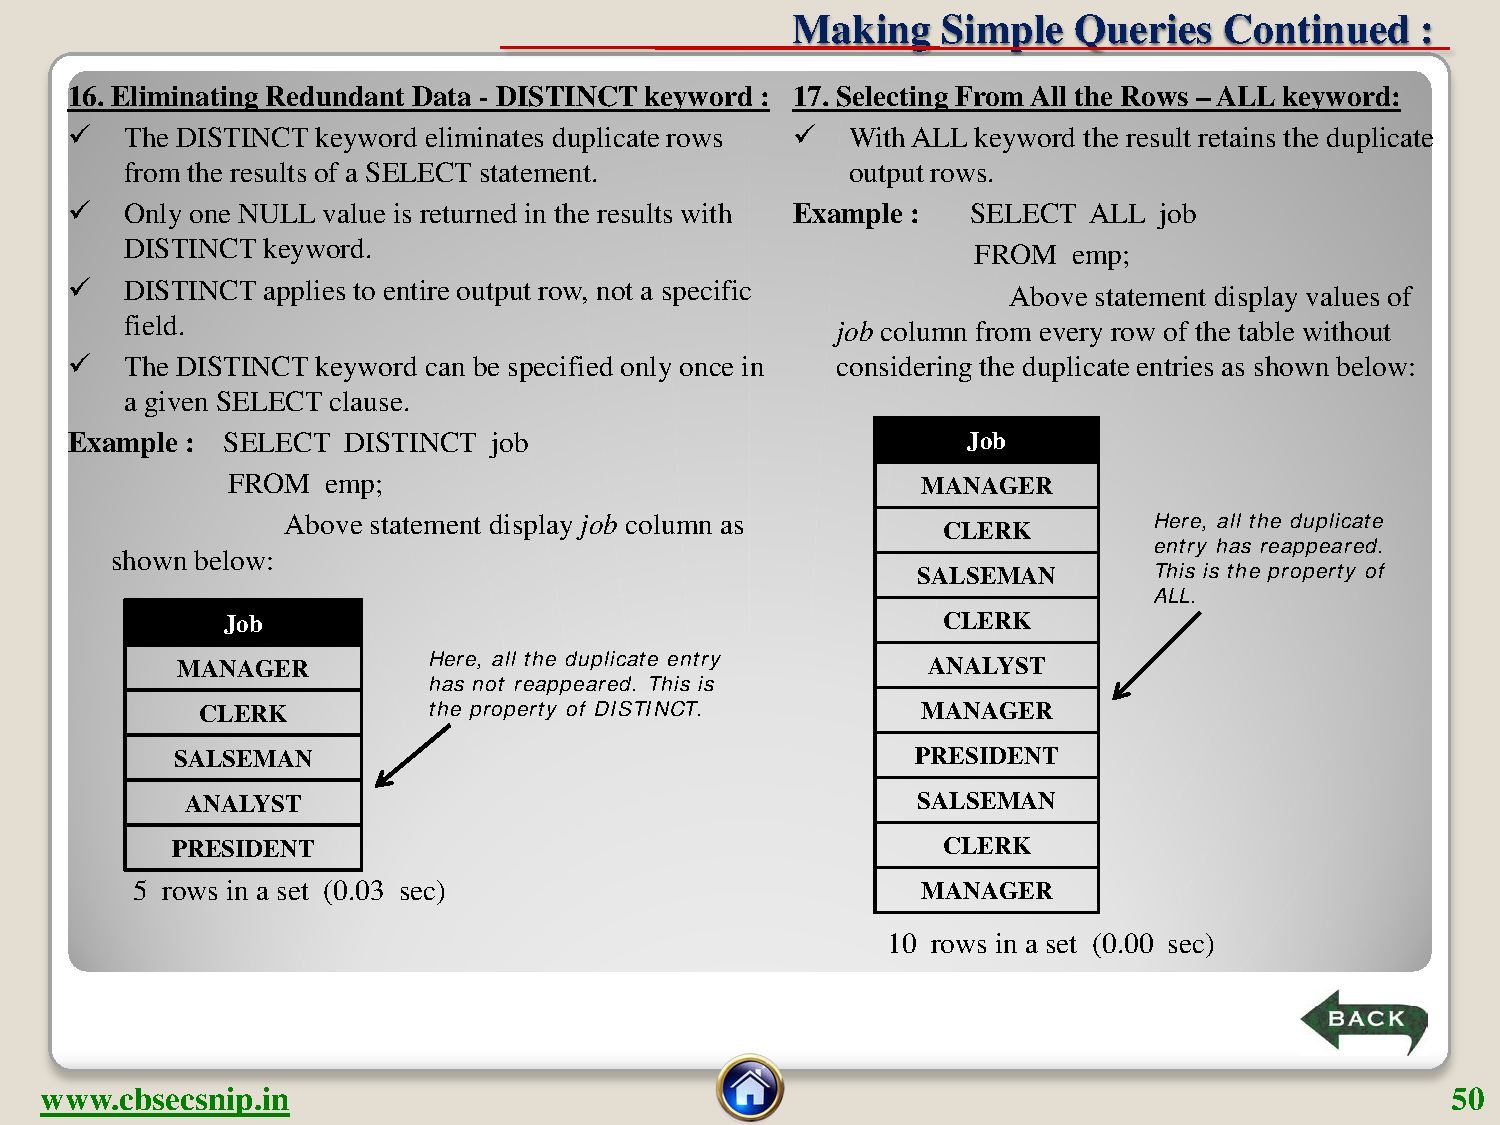 Making Simple Queries Continued :
16. Eliminating Redundant Data - DISTINCT keyword :
✓ The DISTINCT keyword eliminates duplicate rows
from the results of a SELECT statement.
✓ Only one NULL value is returned in the results with
DISTINCT keyword.
✓ DISTINCT applies to entire output row, not a specific
field.
✓ The DISTINCT keyword can be specified only once in
a given SELECT clause.
Example : SELECT DISTINCT job
FROM emp;
Above statement display job column as
shown below:
Job
MANAGER
CLERK
SALSEMAN
ANALYST
PRESIDENT
Here, all the duplicate entry
has not reappeared. This is
the property of DISTINCT.
5 rows in a set (0.03 sec)
17. Selecting From All the Rows – ALL keyword:
✓ With ALL keyword the result retains the duplicate
output rows.
Example : SELECT ALL job
FROM emp;
Above statement display values of
job column from every row of the table without
considering the duplicate entries as shown below:
Job
MANAGER
CLERK
SALSEMAN
CLERK
ANALYST
MANAGER
PRESIDENT
SALSEMAN
CLERK
MANAGER
Here, all the duplicate
entry has reappeared.
This is the property of
ALL.
10 rows in a set (0.00 sec)
BACK
www.cbsecsnip.in
50